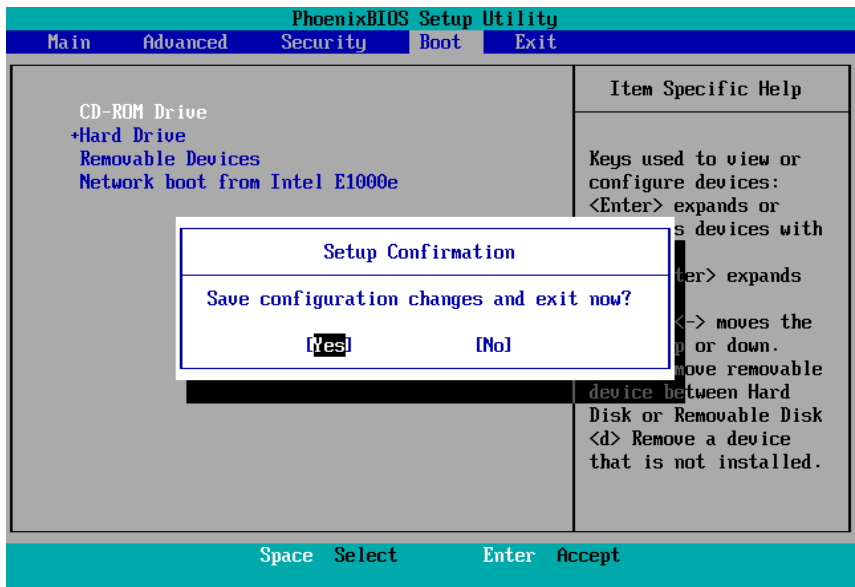 PhoenixBIOS Setup Utility
Main Advanced Security Boot Exit
CD-ROM Drive
+Hard Drive
Removable Devices
Network boot from Intel E1000e
Setup Confirmation
Save configuration changes and exit now?
[Yes] [No]
Item Specific Help
Keys used to view or
configure devices:
<Enter> expands or
devices with
expands
<-> moves the
or down.
move removable
device between Hard
Disk or Removable Disk
<d> Remove a device
that is not installed.
Space Select Enter Accept